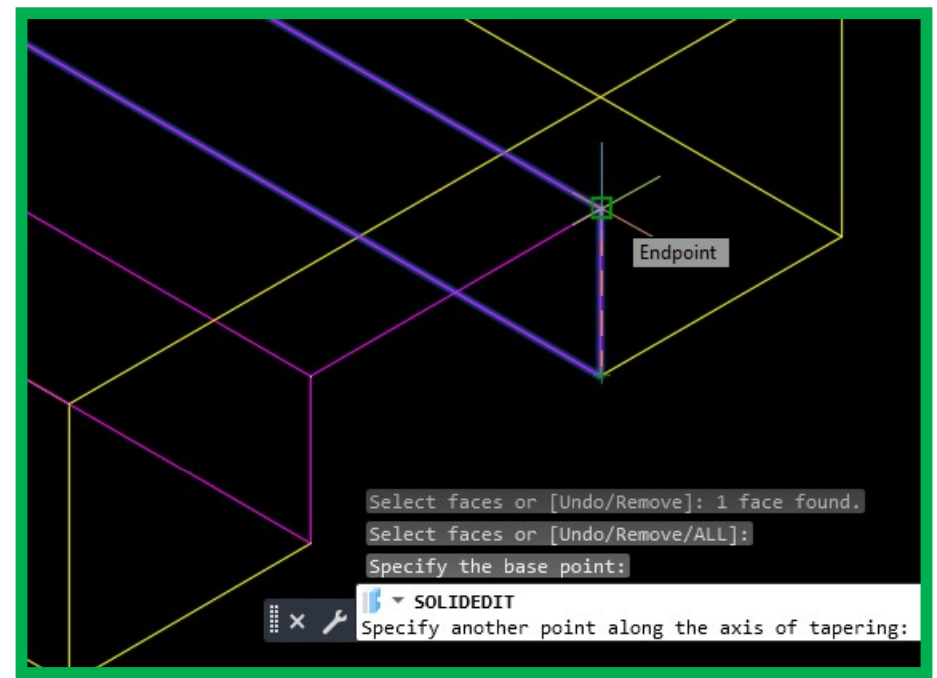 Endpoint
Select faces or [Undo/Remove]: 1 face found.
Select faces or [Undo/Remove/ALL]:
Specify the base point:
SOLIDEDIT
Specify another point along the axis of tapering: